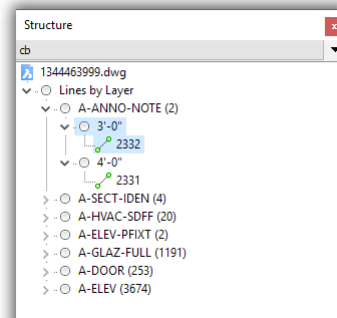 Structure
cb
1344463999.dwg
Lines by Layer
A-ANNO-NOTE (2)
3'-0"
2332
4'-0"
2331
A-SECT-IDEN (4)
A-HVAC-SDFF (20)
A-ELEV-PFIXT (2)
A-GLAZ-FULL (1191)
A-DOOR (253)
A-ELEV (3674)